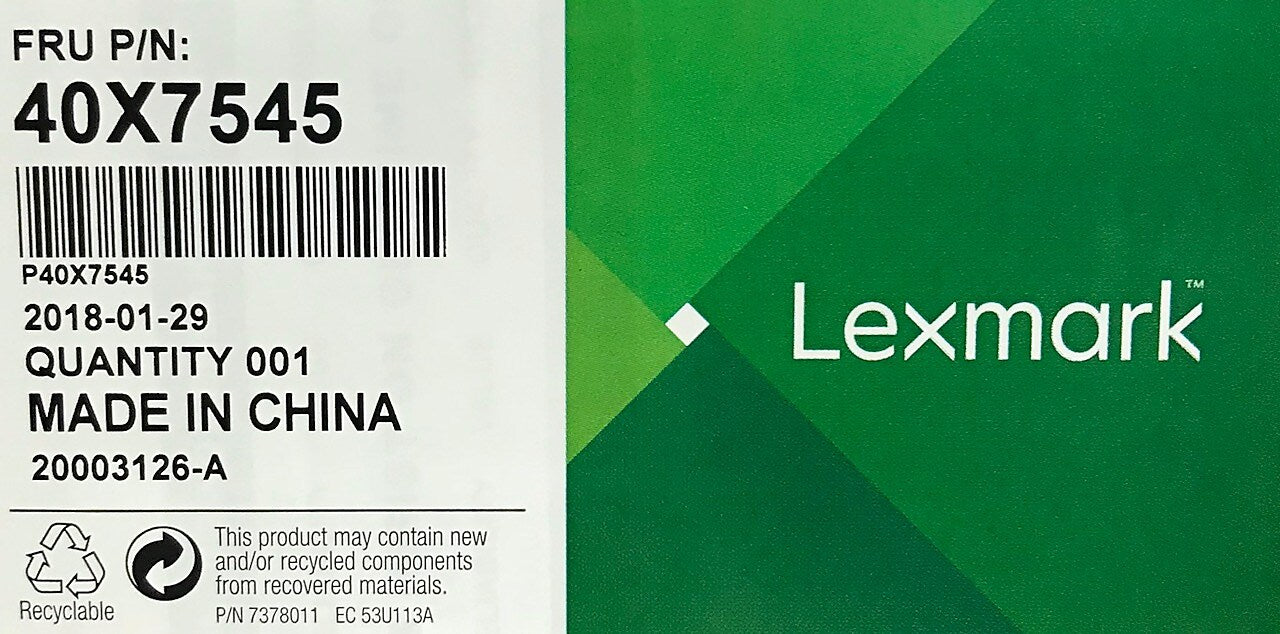 FRU P/N:
40X7545
P40X7545
2018-01-29
QUANTITY 001
MADE IN CHINA
20003126-A
Recyclable
This product may contain new
and/or recycled components
from recovered materials.
P/N 7378011 EC 53U113A
Lexmark™